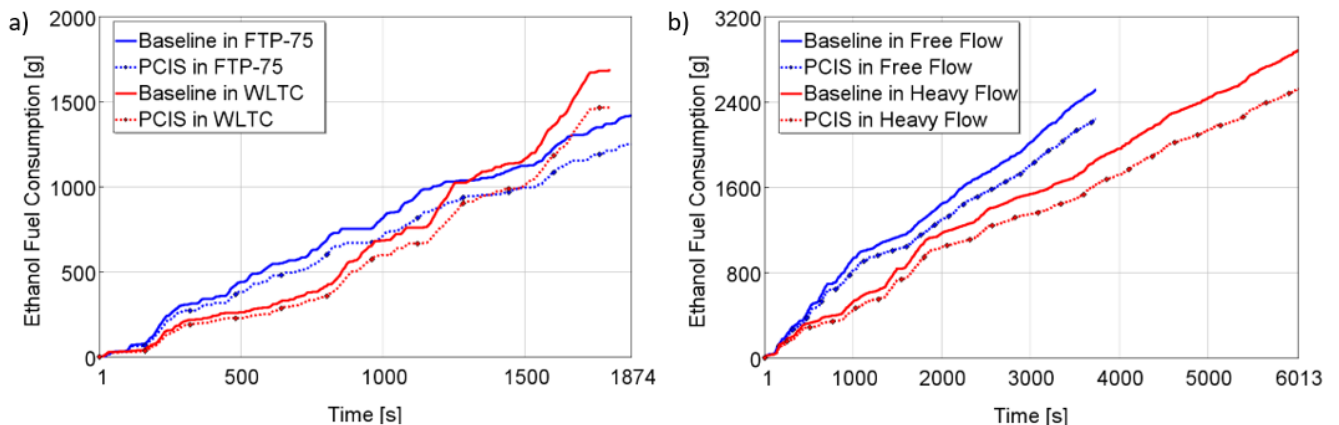 a)
Ethanol Fuel Consumption [g]
2000
1500
1000
500
0
Baseline in FTP-75
PCIS in FTP-75
Baseline in WLTC
PCIS in WLTC
1
500
1000
1500
1874
Time [s]
b)
Ethanol Fuel Consumption [g]
3200
2400
1600
800
0
Baseline in Free Flow
PCIS in Free Flow
Baseline in Heavy Flow
PCIS in Heavy Flow
1
1000
2000
3000
4000
5000
6013
Time [s]